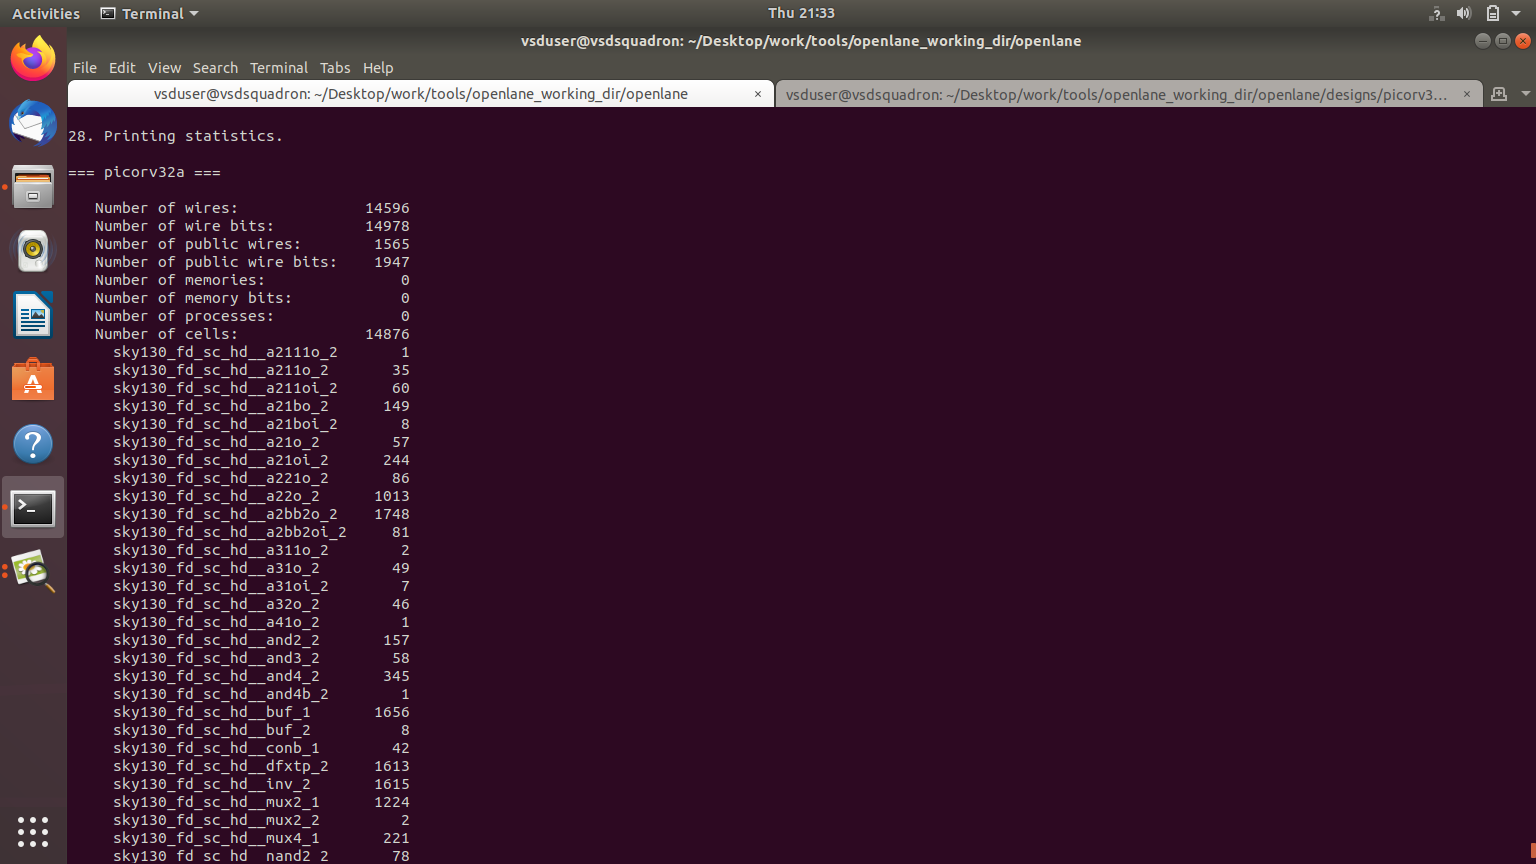 Activities Terminal Thu 21:33
vsduser@vsdsquadron: ~/Desktop/work/tools/openlane_working_dir/openlane
File Edit View Search Terminal Tabs Help
vsduser@vsdsquadron: ~/Desktop/work/tools/openlane_working_dir/openlane × vsduser@vsdsquadron: ~/Desktop/work/tools/openlane_working_dir/openlane/designs/picorv3... ×
28. Printing statistics.
=== picorv32a ===
Number of wires: 14596
Number of wire bits: 14978
Number of public wires: 1565
Number of public wire bits: 1947
Number of memories: 0
Number of memory bits: 0
Number of processes: 0
Number of cells: 14876
sky130_fd_sc_hd__a2111o_2 1
sky130_fd_sc_hd__a211o_2 35
sky130_fd_sc_hd__a211oi_2 60
sky130_fd_sc_hd__a21bo_2 149
sky130_fd_sc_hd__a21boi_2 8
sky130_fd_sc_hd__a21o_2 57
sky130_fd_sc_hd__a21oi_2 244
sky130_fd_sc_hd__a221o_2 86
sky130_fd_sc_hd__a22o_2 1013
sky130_fd_sc_hd__a2bb2o_2 1748
sky130_fd_sc_hd__a2bb2oi_2 81
sky130_fd_sc_hd__a311o_2 2
sky130_fd_sc_hd__a31o_2 49
sky130_fd_sc_hd__a31oi_2 7
sky130_fd_sc_hd__a32o_2 46
sky130_fd_sc_hd__a41o_2 1
sky130_fd_sc_hd__and2_2 157
sky130_fd_sc_hd__and3_2 58
sky130_fd_sc_hd__and4_2 345
sky130_fd_sc_hd__and4b_2 1
sky130_fd_sc_hd__buf_1 1656
sky130_fd_sc_hd__buf_2 8
sky130_fd_sc_hd__conb_1 42
sky130_fd_sc_hd__dfxtp_2 1613
sky130_fd_sc_hd__inv_2 1615
sky130_fd_sc_hd__mux2_1 1224
sky130_fd_sc_hd__mux2_2 2
sky130_fd_sc_hd__mux4_1 221
sky130_fd_sc_hd__nand2_2 78